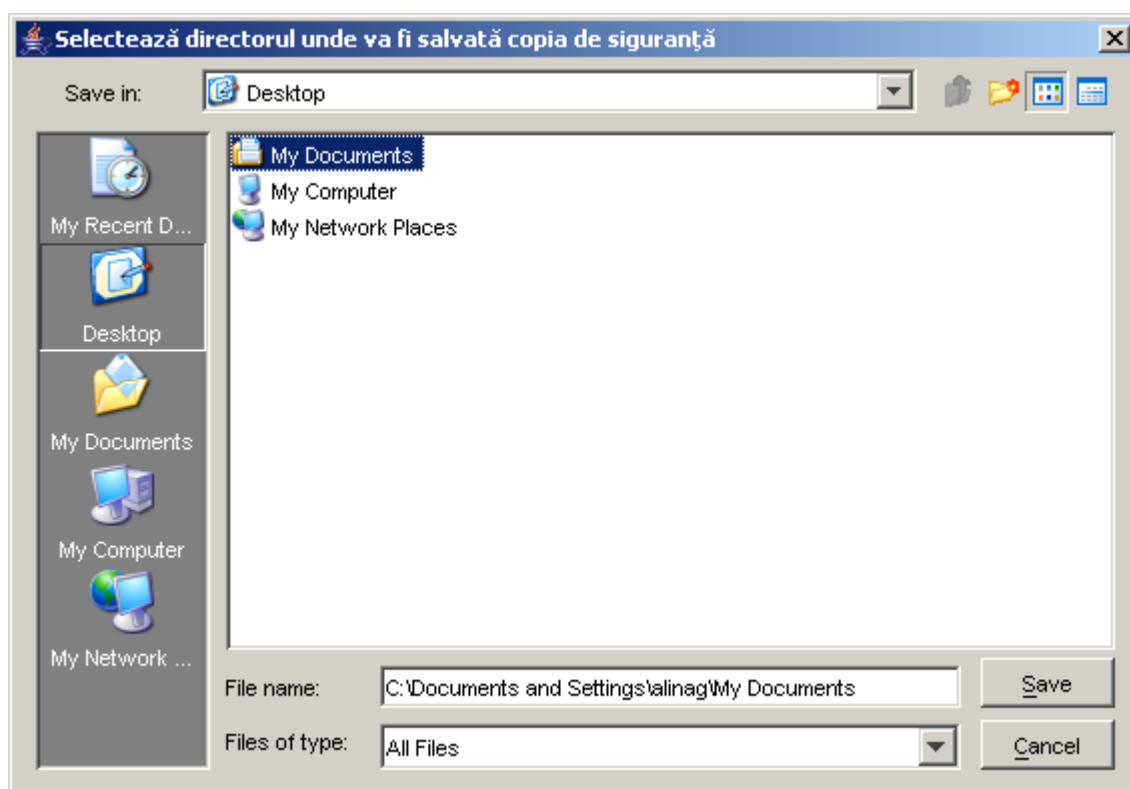 Selectează directorul unde va fi salvată copia de siguranţă
Save in:
Desktop
My Recent D...
Desktop
My Documents
My Computer
My Network ...
My Documents
My Computer
My Network Places
File name:
C:\Documents and Settings\alinag\My Documents
Save
Files of type:
All Files
Cancel